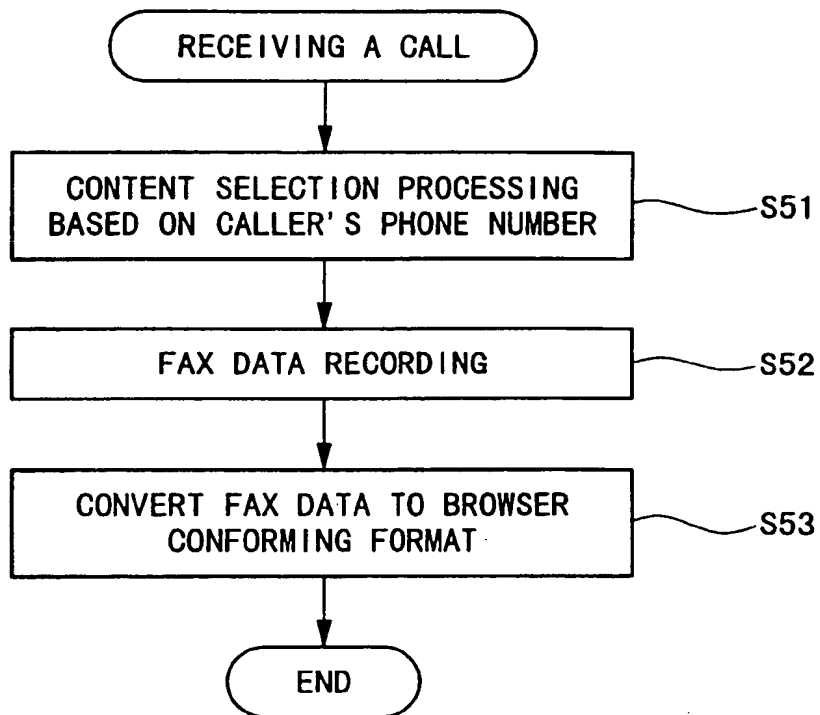 RECEIVING A CALL
CONTENT SELECTION PROCESSING
BASED ON CALLER'S PHONE NUMBER
S51
FAX DATA RECORDING
S52
CONVERT FAX DATA TO BROWSER
CONFORMING FORMAT
S53
END